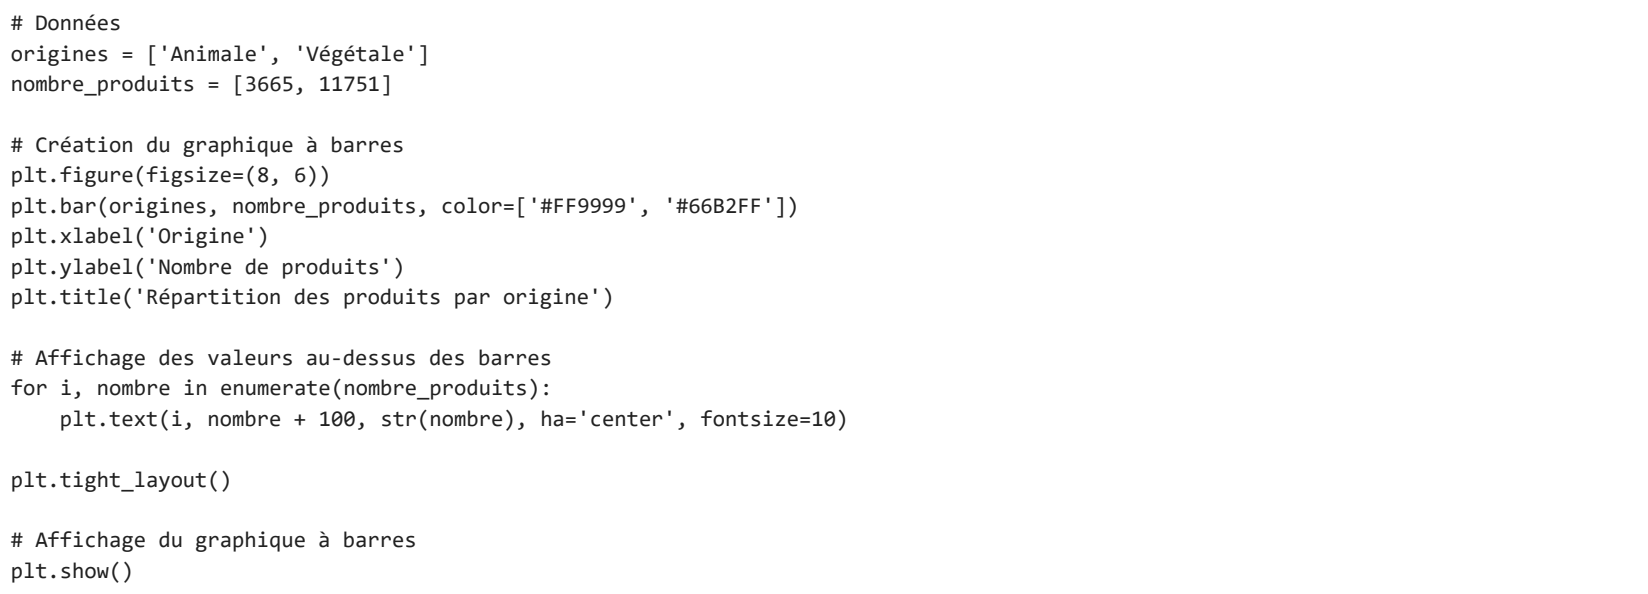 # Données
origines = ['Animale', 'Végétale']
nombre_produits = [3665, 11751]
# Création du graphique à barres
plt.figure(figsize=(8, 6))
plt.bar(origines, nombre_produits, color=['#FF9999', '#66B2FF'])
plt.xlabel('Origine')
plt.ylabel('Nombre de produits')
plt.title('Répartition des produits par origine')
# Affichage des valeurs au-dessus des barres
for i, nombre in enumerate(nombre_produits):
    plt.text(i, nombre + 100, str(nombre), ha='center', fontsize=10)
plt.tight_layout()
# Affichage du graphique à barres
plt.show()